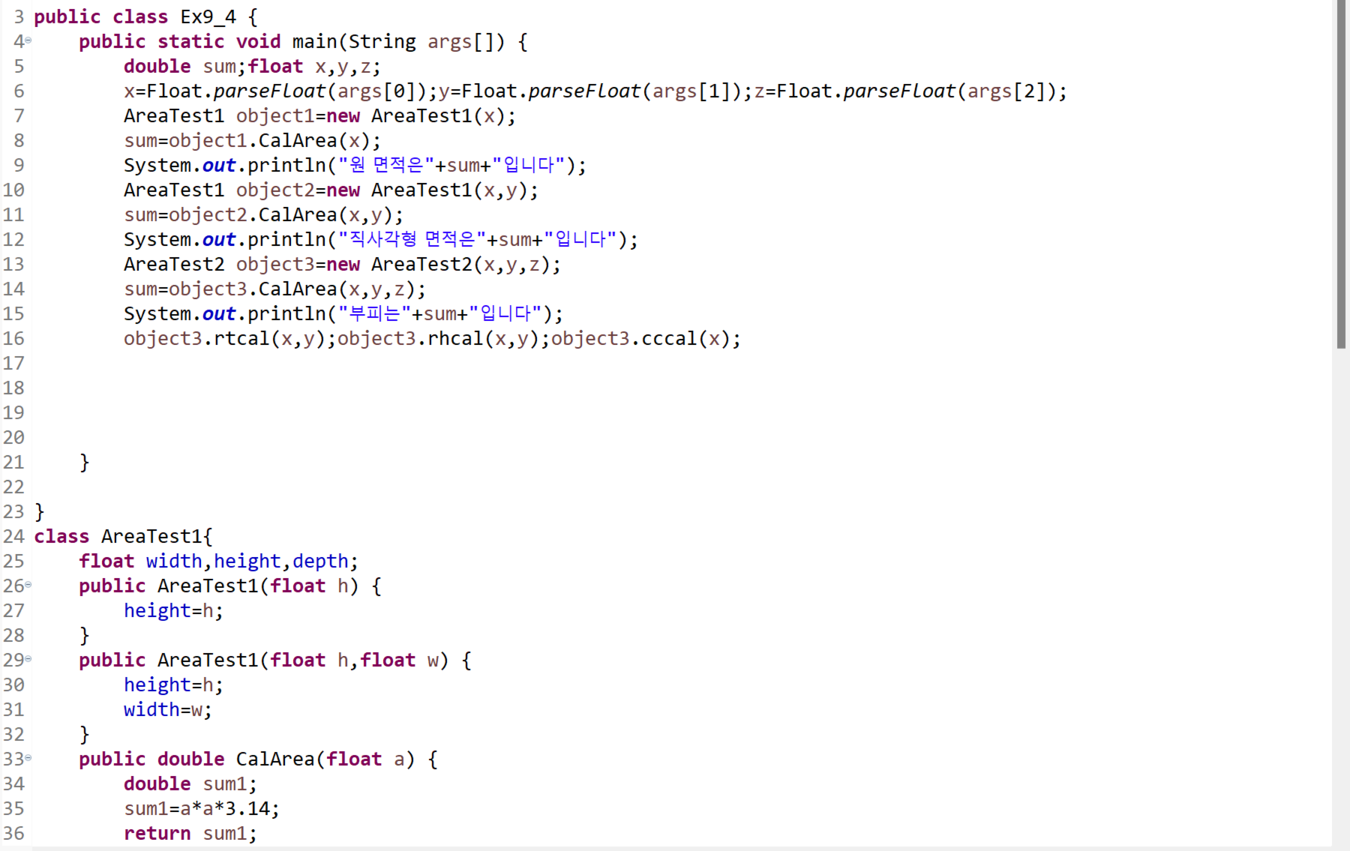 3 public class Ex9_4 {
4 public static void main(String args[]) {
5 double sum;float x,y,z;
6 x=Float.parseFloat(args[0]);y=Float.parseFloat(args[1]);z=Float.parseFloat(args[2]);
7 AreaTest1 object1=new AreaTest1(x);
8 sum=object1.CalArea(x);
9 System.out.println("원 면적은"+sum+"입니다");
10 AreaTest1 object2=new AreaTest1(x,y);
11 sum=object2.CalArea(x,y);
12 System.out.println("직사각형 면적은"+sum+"입니다");
13 AreaTest2 object3=new AreaTest2(x,y,z);
14 sum=object3.CalArea(x,y,z);
15 System.out.println("부피는"+sum+"입니다");
16 object3.rtcal(x,y);object3.rhcal(x,y);object3.cccal(x);
17
18
19
20
21 }
22
23 }
24 class AreaTest1{
25 float width,height,depth;
26 public AreaTest1(float h) {
27 height=h;
28 }
29 public AreaTest1(float h,float w) {
30 height=h;
31 width=w;
32 }
33 public double CalArea(float a) {
34 double sum1;
35 sum1=a*a*3.14;
36 return sum1;